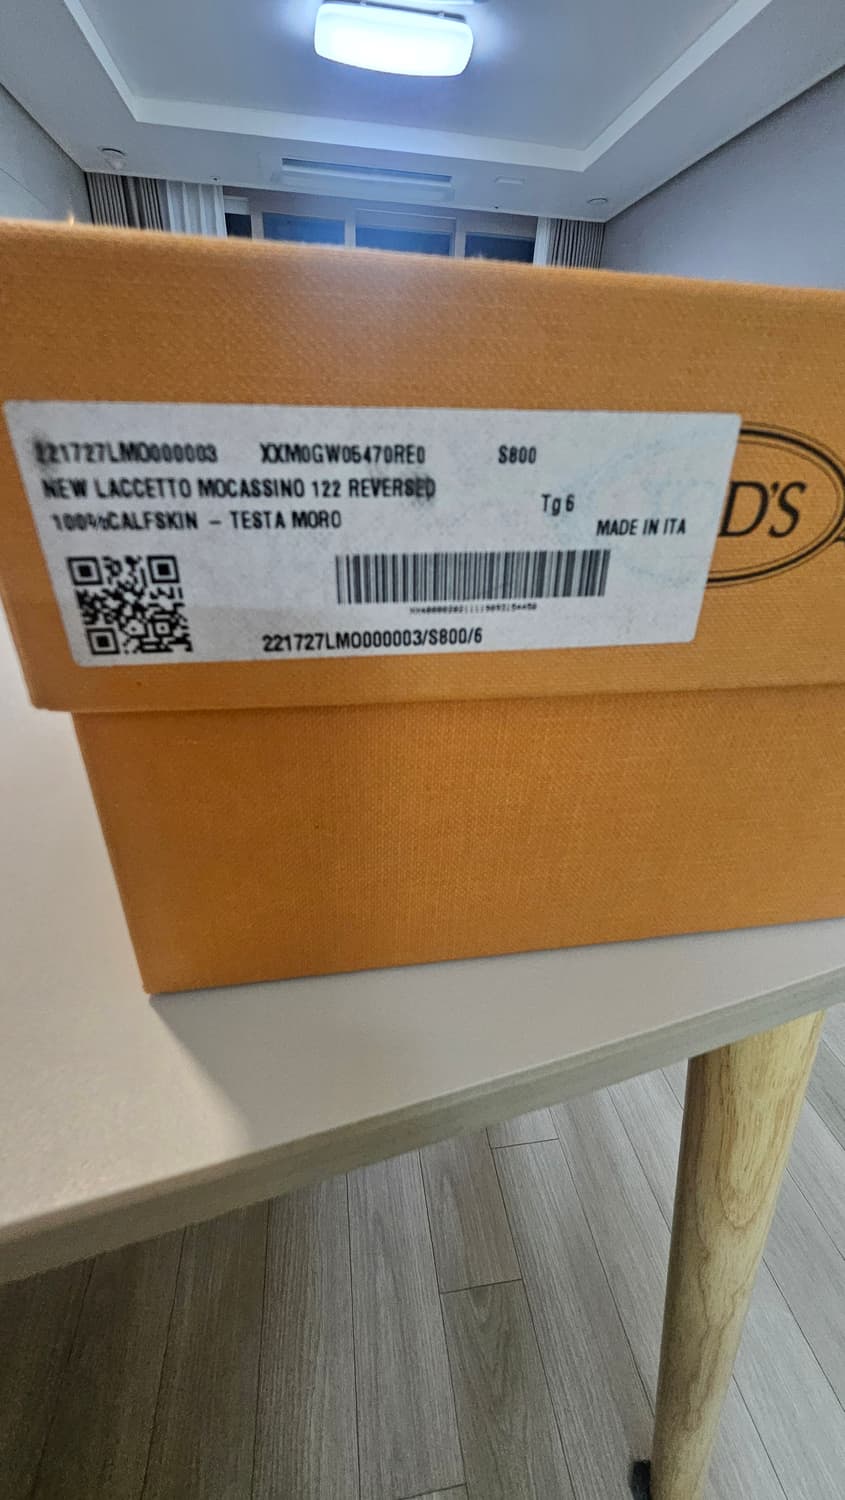 221727LMO000003 XXM0GW05470RE0 S800
NEW LACCETTO MOCASSINO 122 REVERSED
Tg 6
100%CALFSKIN - TESTA MORO
MADE IN ITA
D'S
221727LMO000003/S800/6